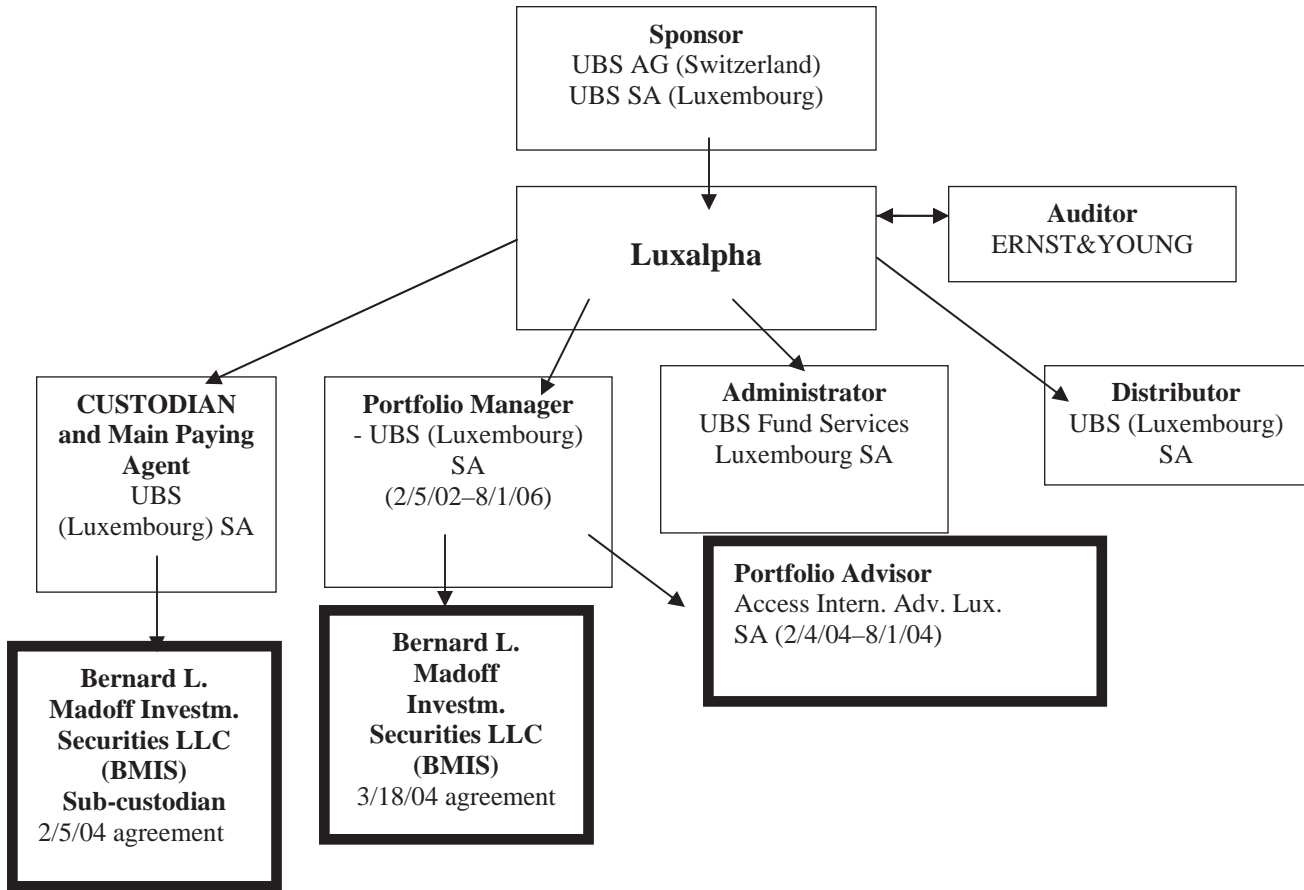 Sponsor
UBS AG (Switzerland)
UBS SA (Luxembourg)
Luxalpha
Auditor
ERNST&YOUNG
CUSTODIAN
and Main Paying
Agent
UBS
(Luxembourg) SA
Portfolio Manager
- UBS (Luxembourg)
SA
(2/5/02–8/1/06)
Administrator
UBS Fund Services
Luxembourg SA
Distributor
UBS (Luxembourg)
SA
Bernard L.
Madoff Investm.
Securities LLC
(BMIS)
Sub-custodian
2/5/04 agreement
Bernard L.
Madoff
Investm.
Securities LLC
(BMIS)
3/18/04 agreement
Portfolio Advisor
Access Intern. Adv. Lux.
SA (2/4/04–8/1/04)